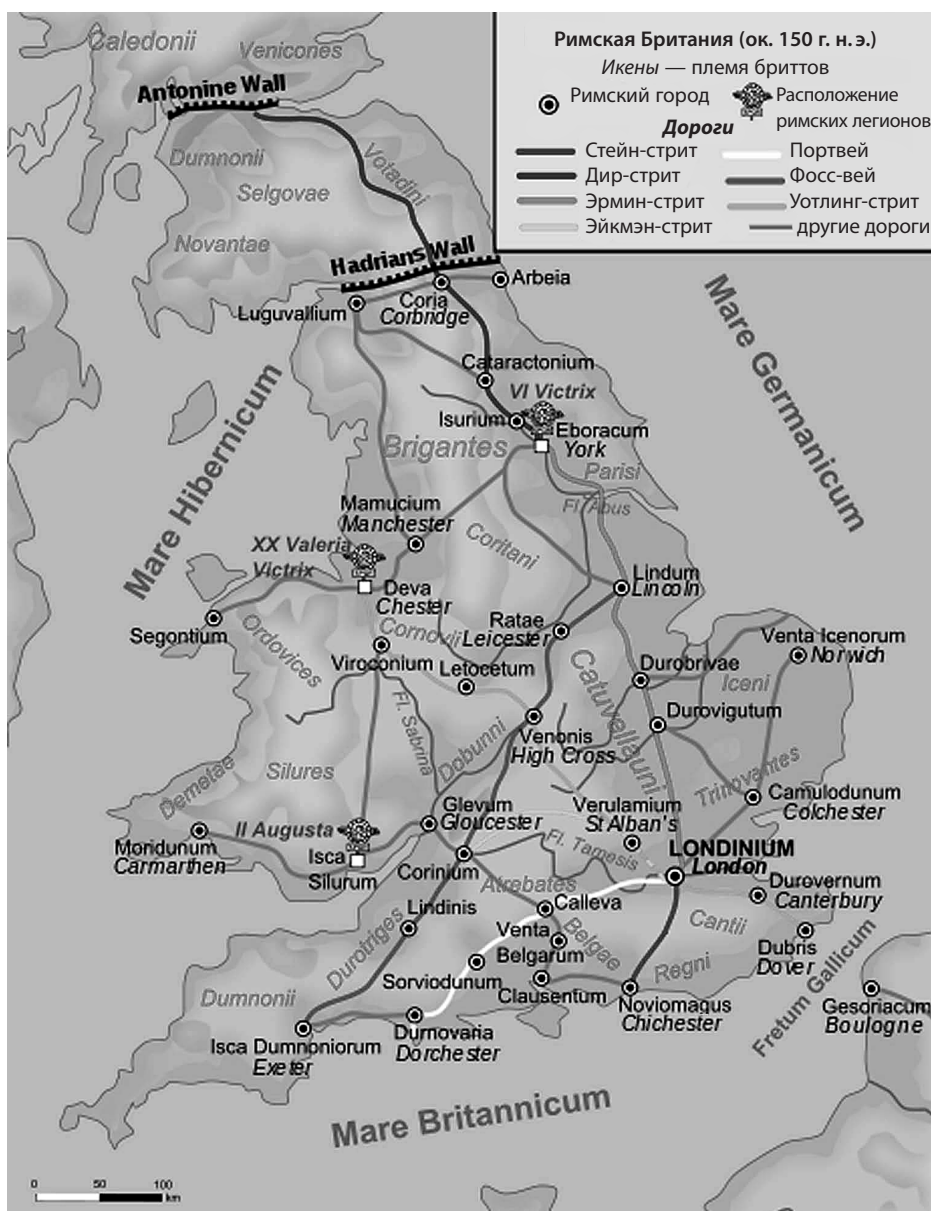 Римская Британия (ок. 150 г. н. э.)
Икены — племя бриттов
Римский город
Расположение
римских легионов
Дороги
Стейн-стрит
Портвей
Дир-стрит
Фосс-вей
Эрмин-стрит
Уотлинг-стрит
Эйкмэн-стрит
другие дороги
Caledonii
Venicones
Antonine Wall
Dumnonii
Votadini
Selgovae
Novantae
Hadrians Wall
Arbeia
Luguvallium
Coria
Corbridge
Mare Germanicum
Mare Hibernicum
Cataractonium
VI Victrix
Isurium
Eboracum
York
Brigantes
Parisi
Fl. Abus
Mamucium
Manchester
Coritani
XX Valeria
Victrix
Deva
Chester
Lindum
Lincoln
Segontium
Ordovices
Cornovii
Ratae
Leicester
Venta Icenorum
Norwich
Viroconium
Letocetum
Durobrivae
Iceni
Catuvellauni
Durovigutum
Fl. Sabrina
Venonis
High Cross
Dobunni
Silures
Demetae
Trinovantes
Camulodunum
Colchester
Glevum
Gloucester
Verulamium
St Alban's
II Augusta
Moridunum
Carmarthen
Isca
Silurum
Corinium
Fl. Tamesis
LONDINIUM
London
Atrebates
Durovernum
Canterbury
Calleva
Lindinis
Durotriges
Venta
Belgarum
Belgae
Cantii
Dubris
Dover
Sorviodunum
Regni
Clausentum
Dumnonii
Noviomagus
Chichester
Fretum Gallicum
Gesoriacum
Boulogne
Isca Dumnoniorum
Exeter
Durnovaria
Dorchester
Mare Britannicum
0 50 100
km